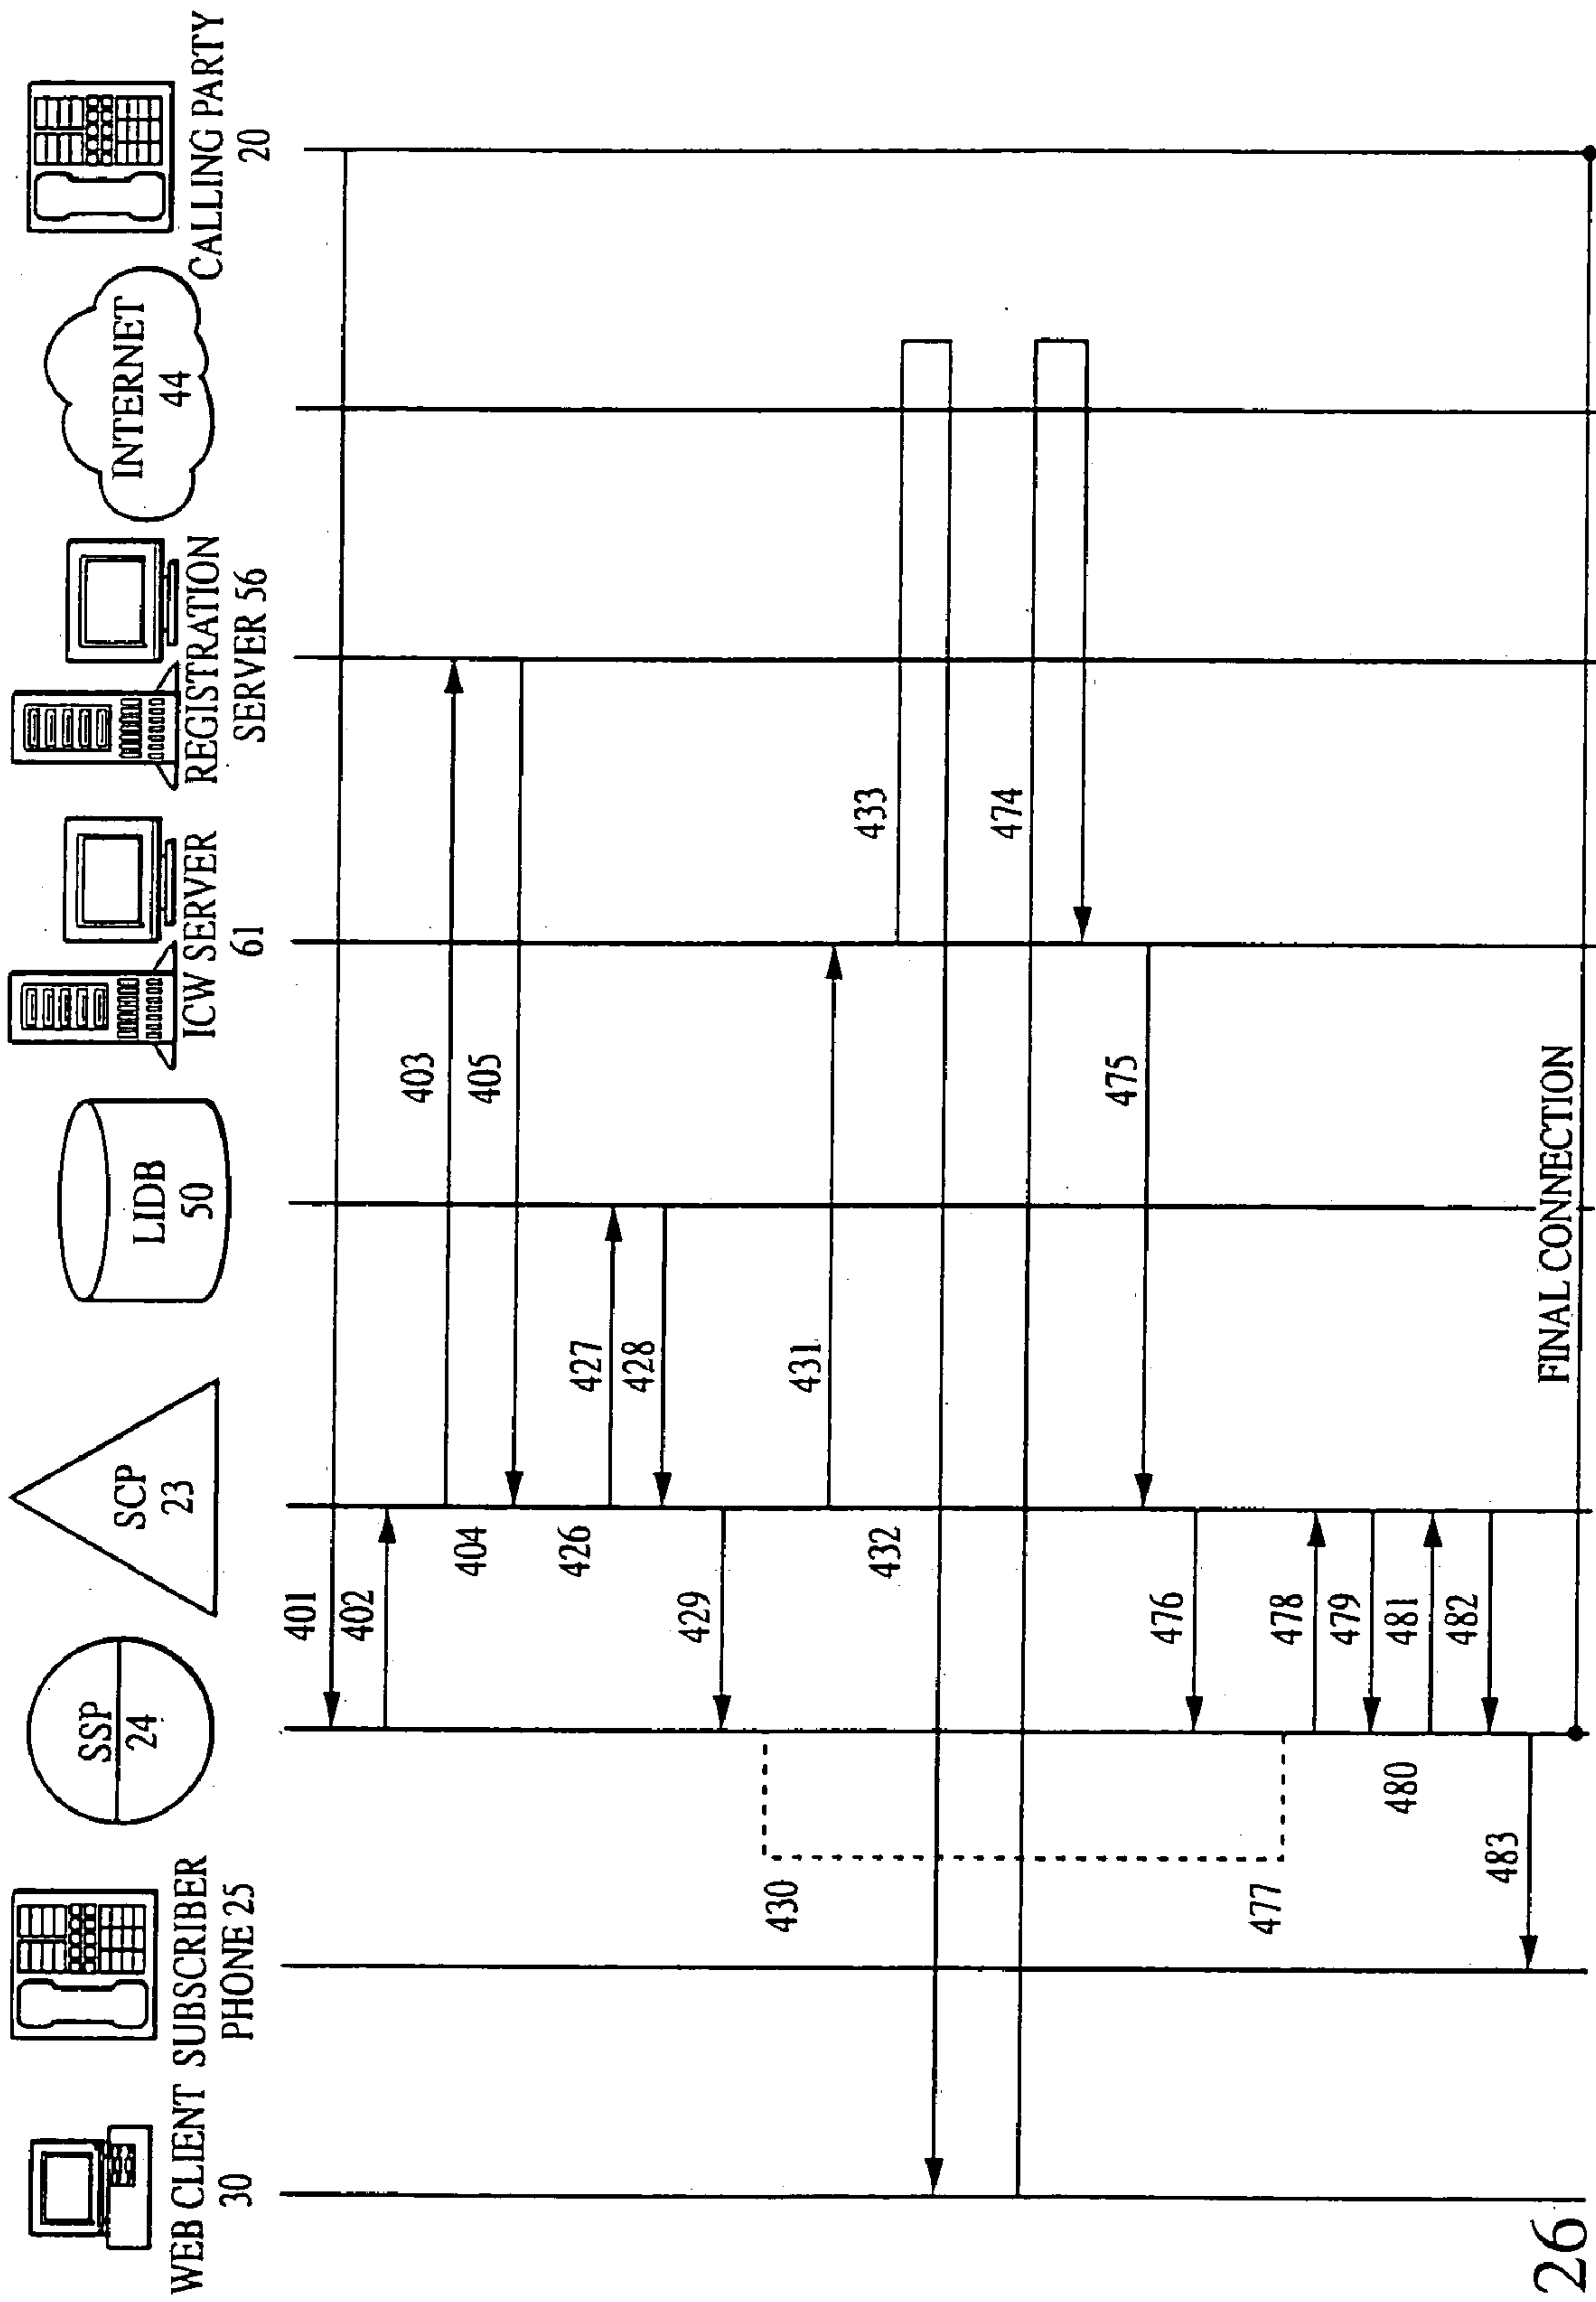 WEB CLIENT
30
SUBSCRIBER
PHONE 25
SSP
24
SCP
23
LIDB
50
ICW SERVER
61
REGISTRATION
SERVER 56
INTERNET
44
CALLING PARTY
20
401
402
403
404
405
426
427
428
429
430
431
432
433
474
475
476
477
478
479
480
481
482
483
FINAL CONNECTION
26